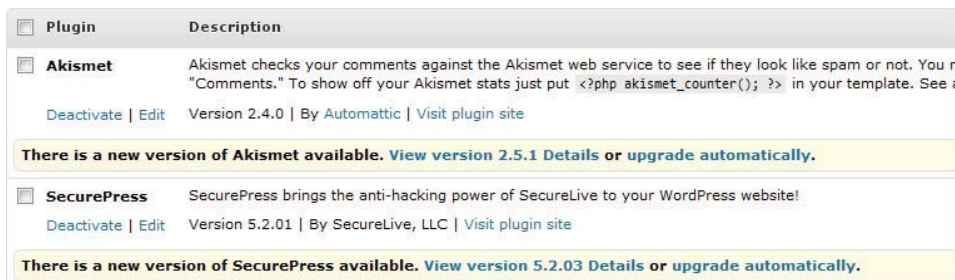 Plugin Description
Akismet Akismet checks your comments against the Akismet web service to see if they look like spam or not. You
"Comments." To show off your Akismet stats just put <?php akismet_counter(); ?> in your template. See
Deactivate | Edit Version 2.4.0 | By Automattic | Visit plugin site
There is a new version of Akismet available. View version 2.5.1 Details or upgrade automatically.
SecurePress SecurePress brings the anti-hacking power of SecureLive to your WordPress website!
Deactivate | Edit Version 5.2.01 | By SecureLive, LLC | Visit plugin site
There is a new version of SecurePress available. View version 5.2.03 Details or upgrade automatically.